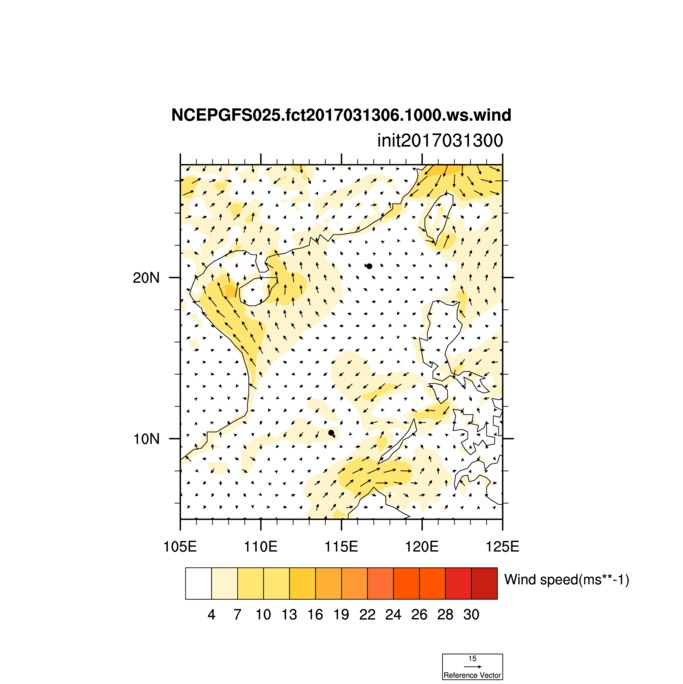 NCEPGFS025.fct2017031306.1000.ws.wind
init2017031300
20N
10N
105E 110E 115E 120E 125E
Wind speed(ms**-1)
4 7 10 13 16 19 22 24 26 28 30
15
Reference Vector